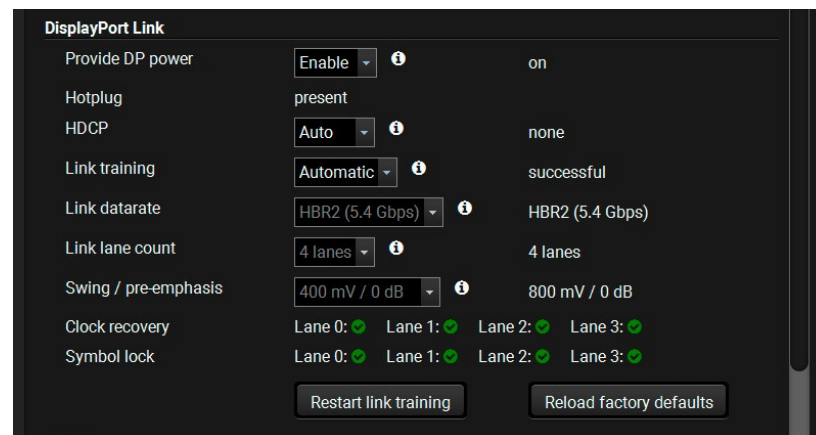 DisplayPort Link
Provide DP power Enable on
Hotplug present
HDCP Auto none
Link training Automatic successful
Link datarate HBR2 (5.4 Gbps) HBR2 (5.4 Gbps)
Link lane count 4 lanes 4 lanes
Swing / pre-emphasis 400 mV / 0 dB 800 mV / 0 dB
Clock recovery Lane 0: Lane 1: Lane 2: Lane 3:
Symbol lock Lane 0: Lane 1: Lane 2: Lane 3:
Restart link training Reload factory defaults